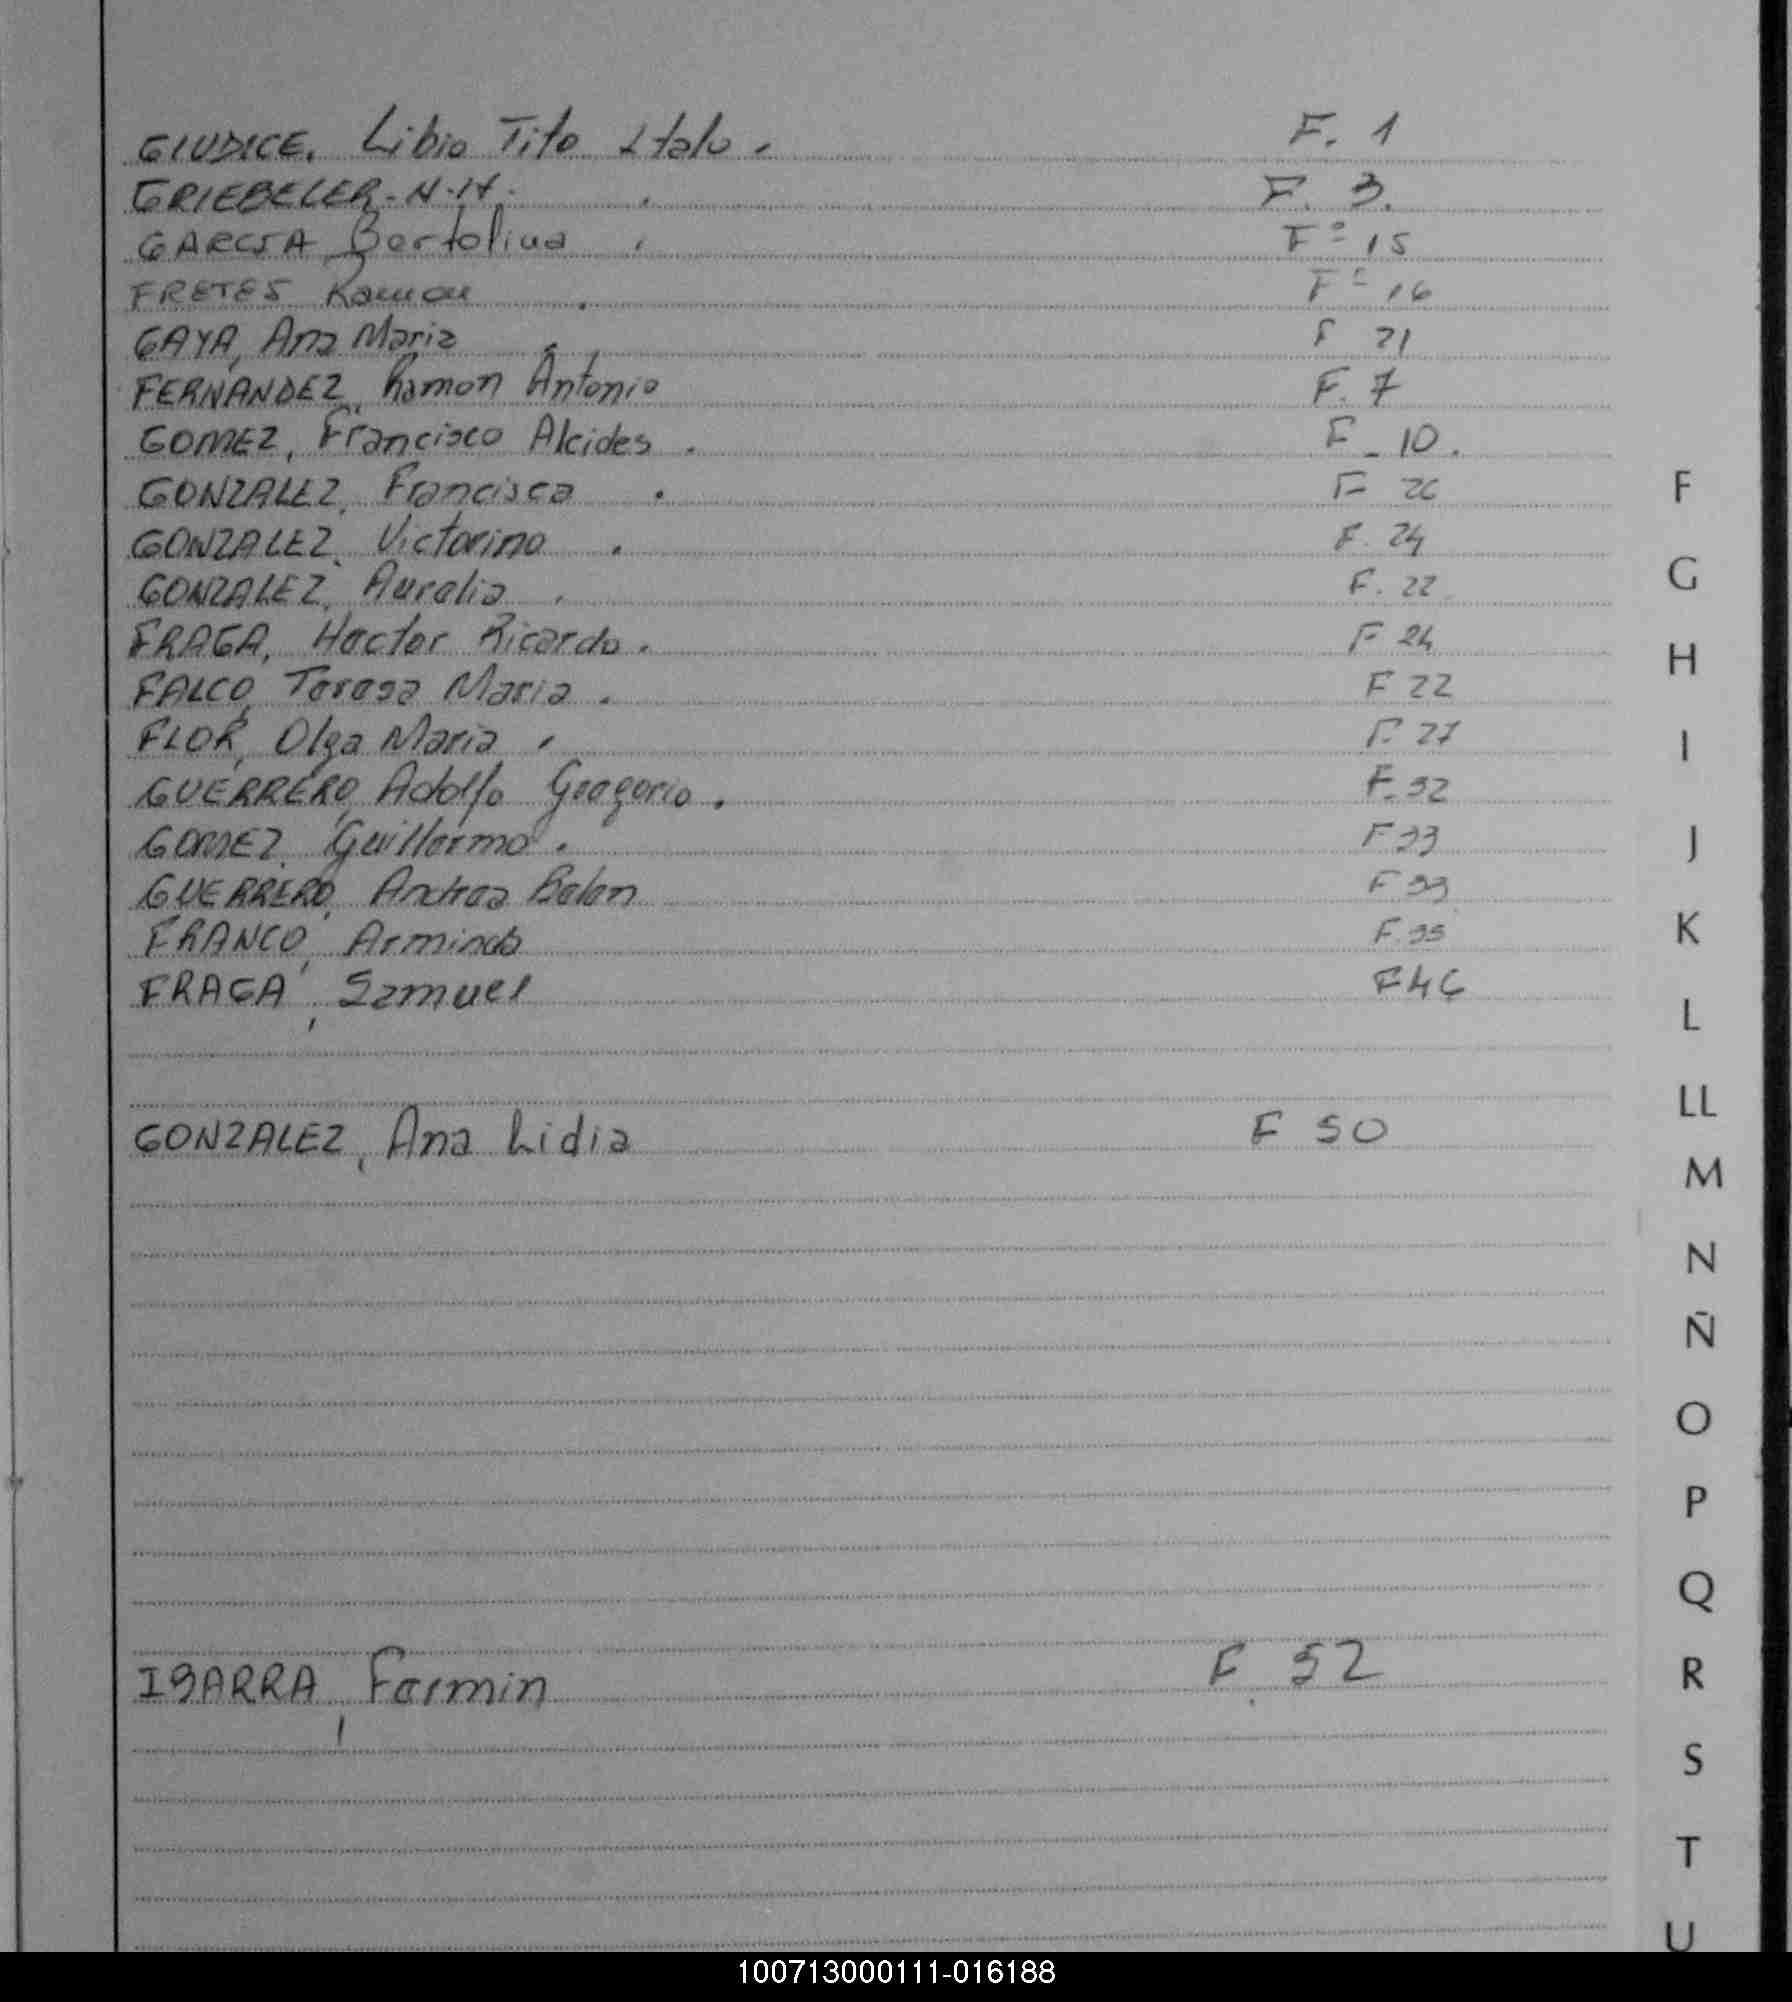 GIUDICE, Libio Tito Italo. F. 1
GRIEBELER - N.N. F. 3.
GARCIA Bertolina F° 15
FRETES Ramon F° 16
GAYA, Ana Maria F 21
FERNANDEZ, Ramon Antonio F. 7
GOMEZ, Francisco Alcides. F_10.
GONZALEZ, Francisca . F 26
GONZALEZ, Victorino . F. 24
GONZALEZ, Aurelia . F. 22
FRAGA, Hector Ricardo. F 24
FALCO, Teresa Maria . F 22
FLOR, Olga Maria . F. 27
GUERRERO, Adolfo Gregorio. F. 32
GOMEZ, Guillermo. F 33
GUERRERO, Andrea Belen F 33
FRANCO, Armindo F. 35
FRAGA, Samuel F 46
GONZALEZ, Ana Lidia F 50
IBARRA, Fermin F. 52
F
G
H
I
J
K
L
LL
M
N
Ñ
O
P
Q
R
S
T
U
100713000111-016188